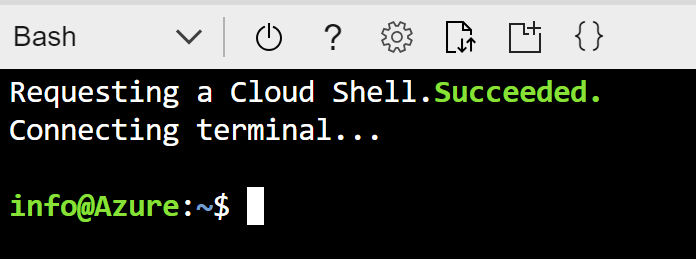 Bash
Requesting a Cloud Shell.Succeeded.
Connecting terminal...
info@Azure:~$